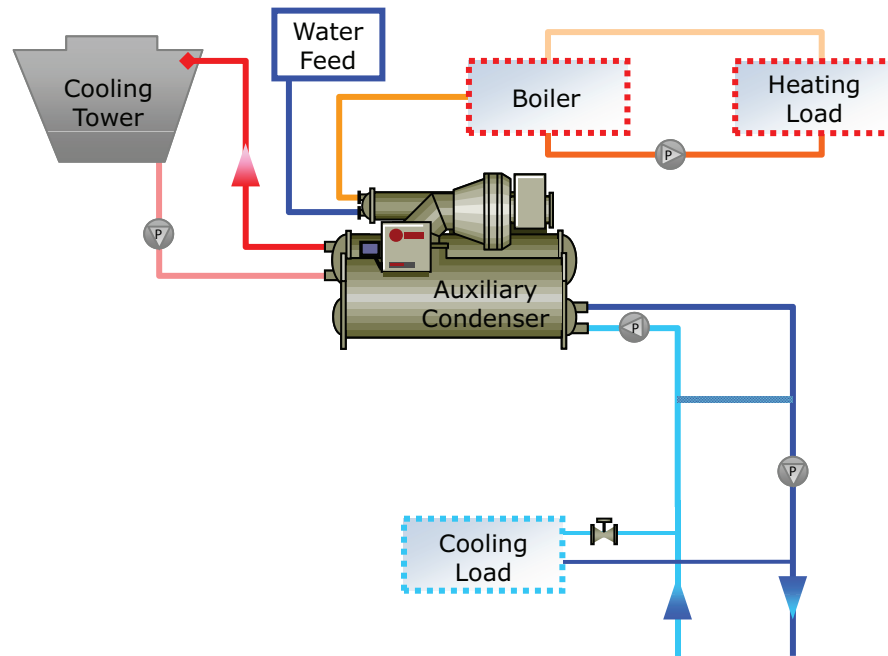 Water
Feed
Cooling
Tower
Boiler
Heating
Load
P
P
Auxiliary
Condenser
P
P
Cooling
Load